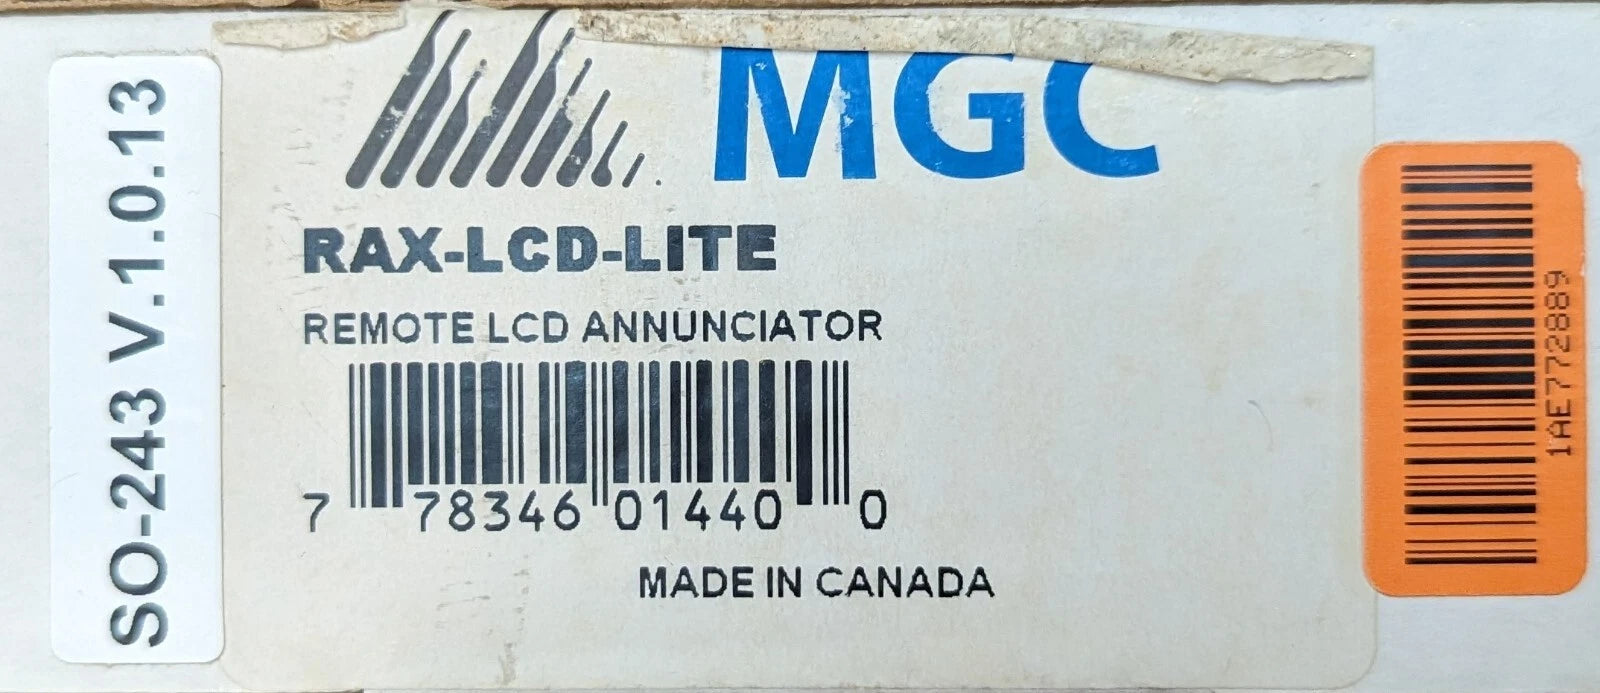 SO-243 V.1.0.13
MGC
RAX-LCD-LITE
REMOTE LCD ANNUNCIATOR
7 78346 01440 0
MADE IN CANADA
1AE772889